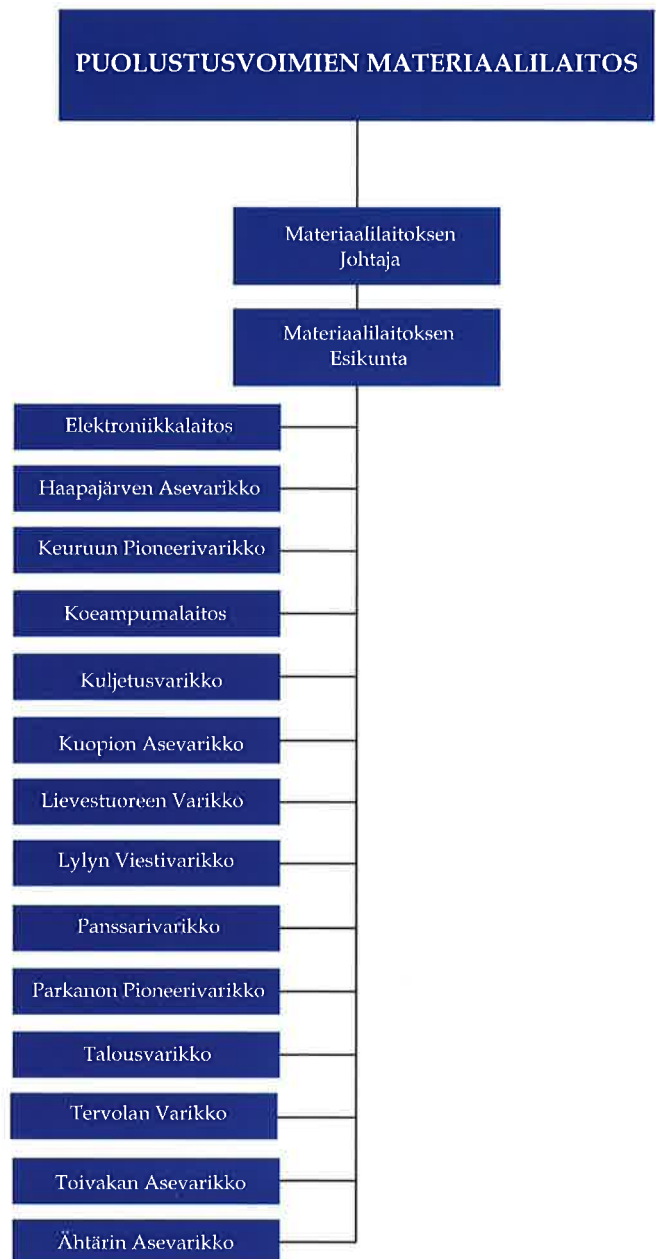 PUOLUSTUSVOIMIEN MATERIAALILAITOS
Materiaalilaitoksen
Johtaja
Materiaalilaitoksen
Esikunta
Elektroniikkalaitos
Haapajärven Asevarikko
Keuruun Pioneerivarikko
Koeampumalaitos
Kuljetusvarikko
Kuopion Asevarikko
Lievestuoreen Varikko
Lylyn Viestivarikko
Panssarivarikko
Parkanon Pioneerivarikko
Talousvarikko
Tervolan Varikko
Toivakan Asevarikko
Ähtärin Asevarikko